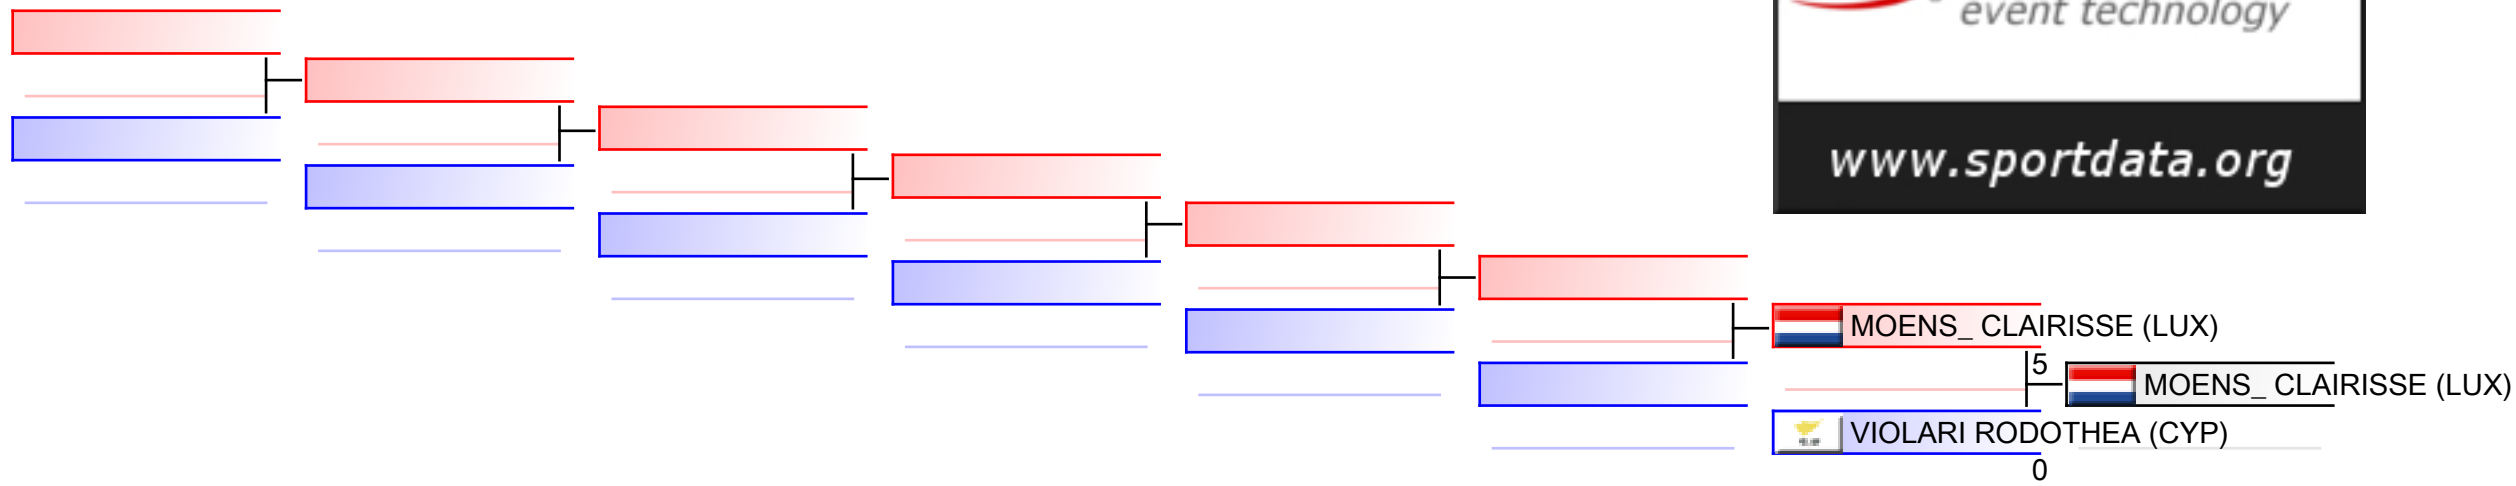 event technology
www.sportdata.org
MOENS_ CLAIRISSE (LUX)
5
MOENS_ CLAIRISSE (LUX)
VIOLARI RODOTHEA (CYP)
0